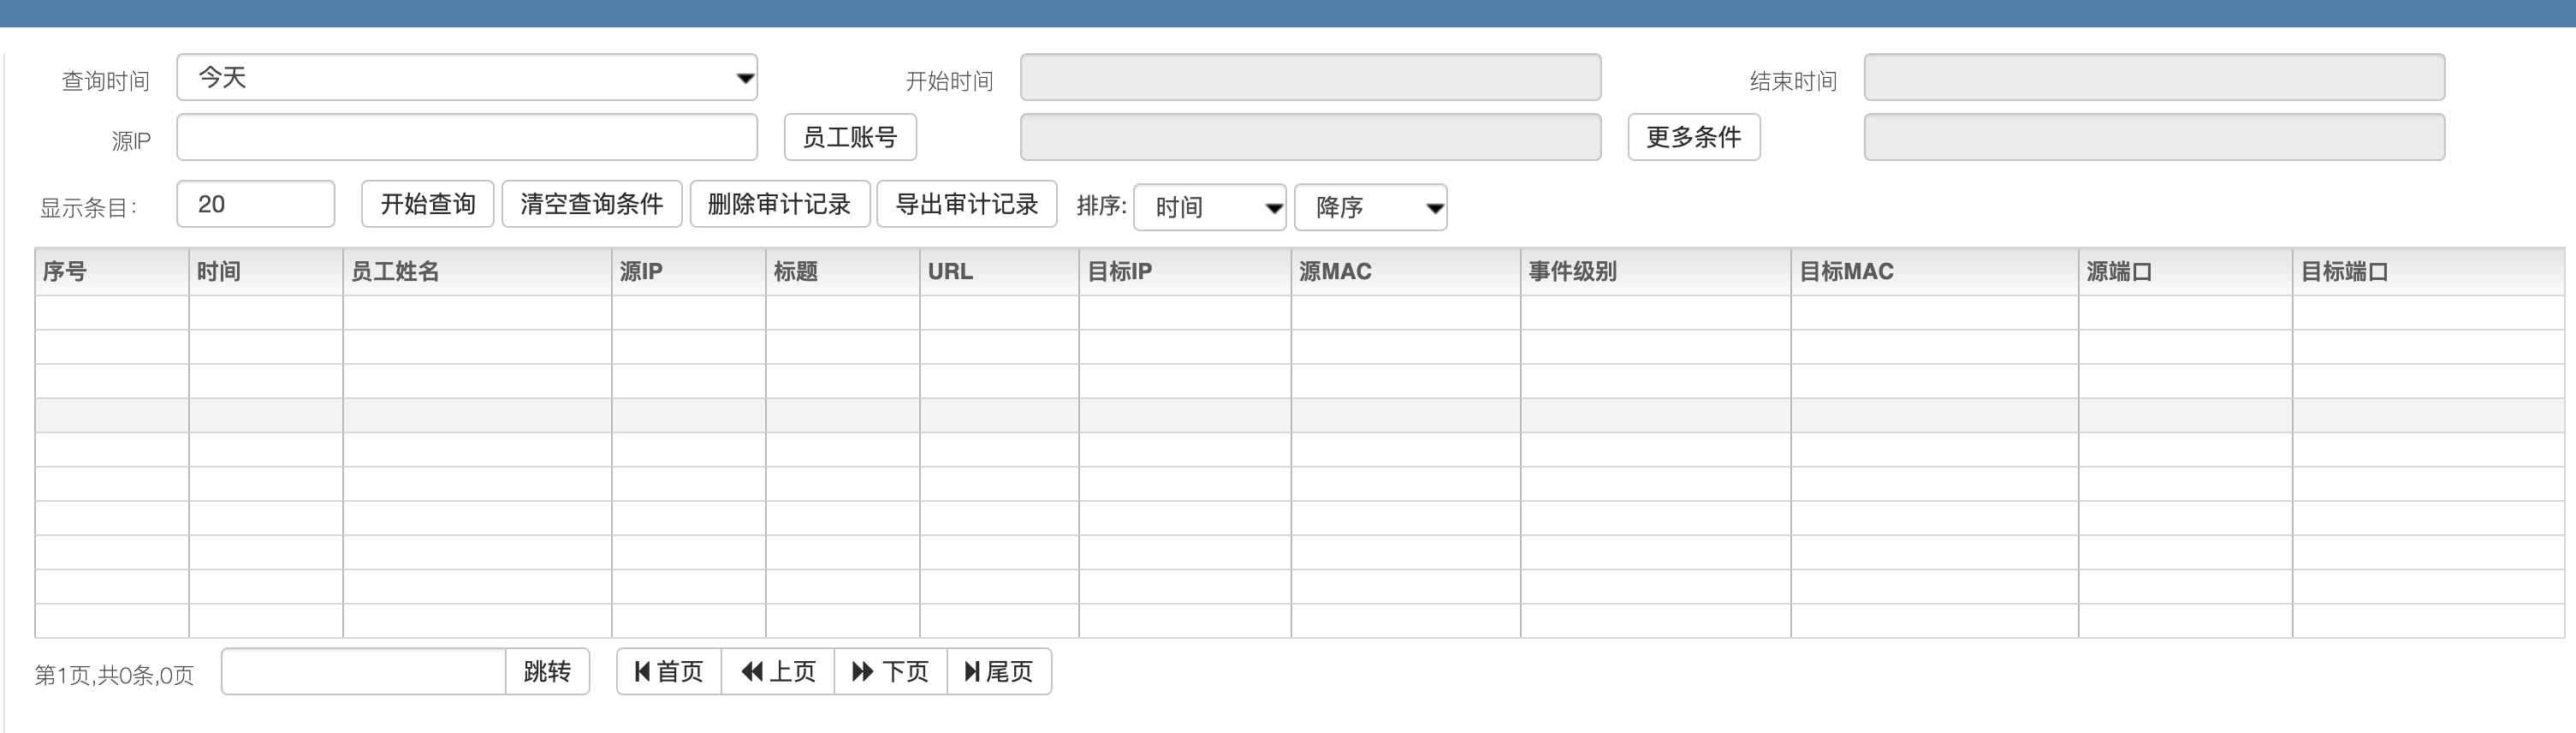 查询时间 今天 开始时间 结束时间
源IP 员工账号 更多条件
显示条目： 20 开始查询 清空查询条件 删除审计记录 导出审计记录 排序: 时间 降序
序号 时间 员工姓名 源IP 标题 URL 目标IP 源MAC 事件级别 目标MAC 源端口 目标端口
第1页,共0条,0页 跳转 首页 上页 下页 尾页